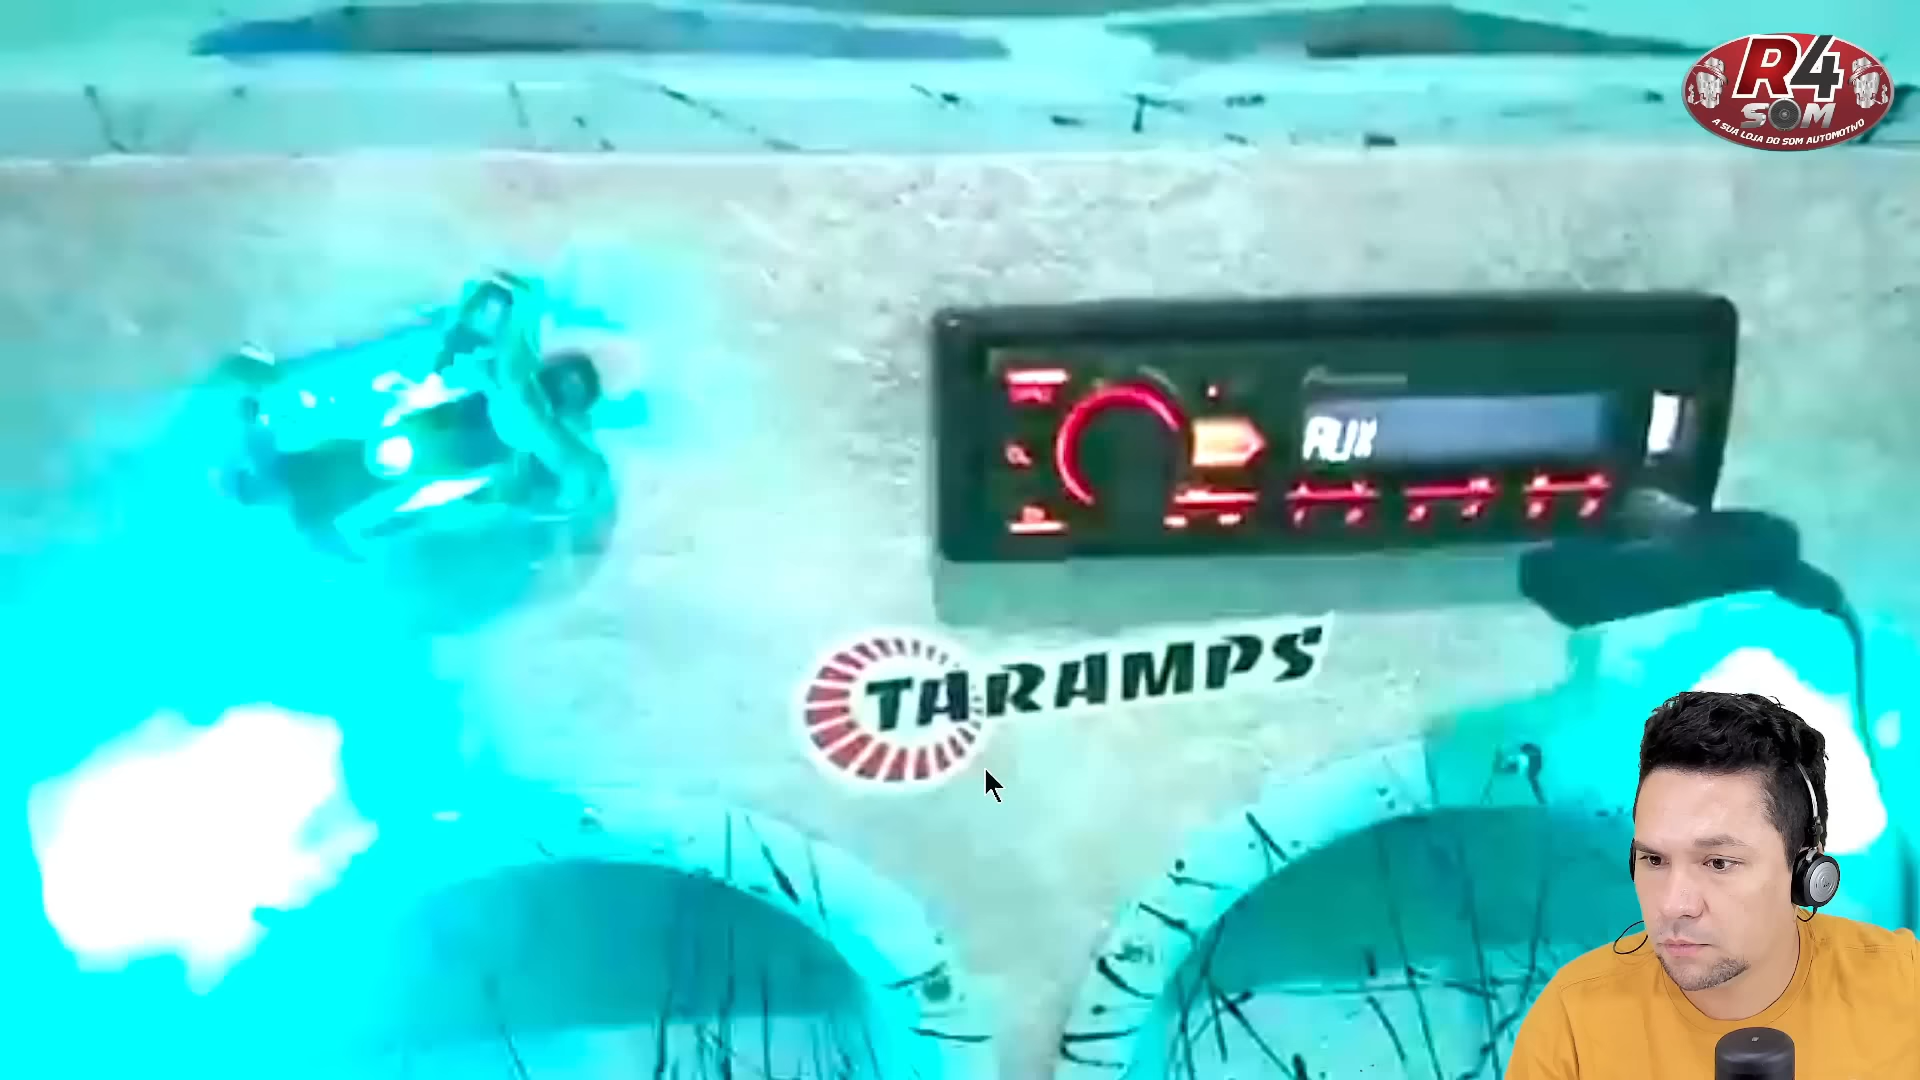 R4
SOM
A SUA LOJA DO SOM AUTOMOTIVO
AUX
TARAMPS